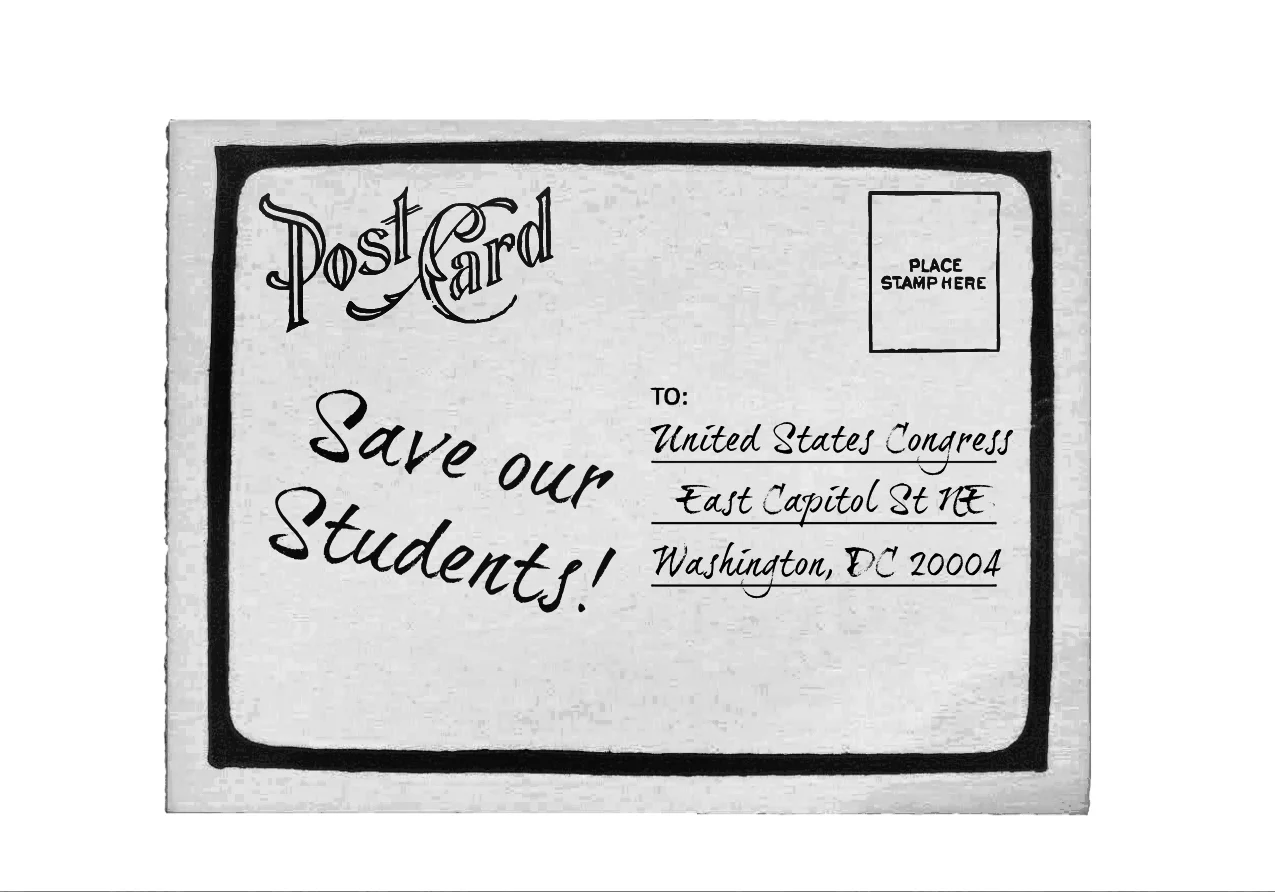 Post Card
PLACE
STAMP HERE
Save our
Students!
TO:
United States Congress
East Capitol St NE
Washington, DC 20004